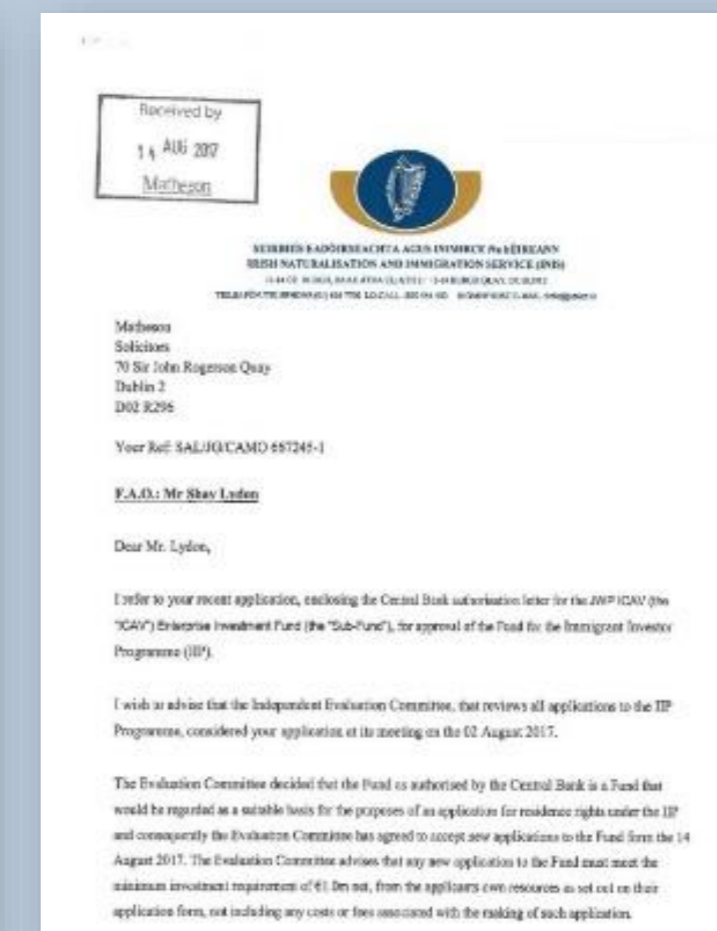 Received by
14 AUG 2017
Matheson
SEIRBHÍS EADÓIRSEACHTA AGUS INIMIRCE NA hÉIREANN
IRISH NATURALISATION AND IMMIGRATION SERVICE (INIS)
BURGH QUAY, DUBLIN 2
Matheson
Solicitors
70 Sir John Rogerson Quay
Dublin 2
D02 R296
Your Ref: SAL/JG/CAMO 667245-1
F.A.O.: Mr Shay Lydon
Dear Mr. Lydon,
I refer to your recent application, enclosing the Central Bank authorisation letter for the JWP ICAV (the
"ICAV") Enterprise Investment Fund (the "Sub-Fund"), for approval of the Fund for the Immigrant Investor
Programme (IIP).
I wish to advise that the Independent Evaluation Committee, that reviews all applications to the IIP
Programme, considered your application at its meeting on the 02 August 2017.
The Evaluation Committee decided that the Fund as authorised by the Central Bank is a Fund that
would be regarded as a suitable basis for the purposes of an application for residence rights under the IIP
and consequently the Evaluation Committee has agreed to accept new applications to the Fund form the 14
August 2017. The Evaluation Committee advises that any new application to the Fund must meet the
minimum investment requirement of €1.0m net, from the applicants own resources as set out on their
application form, not including any costs or fees associated with the making of such application.